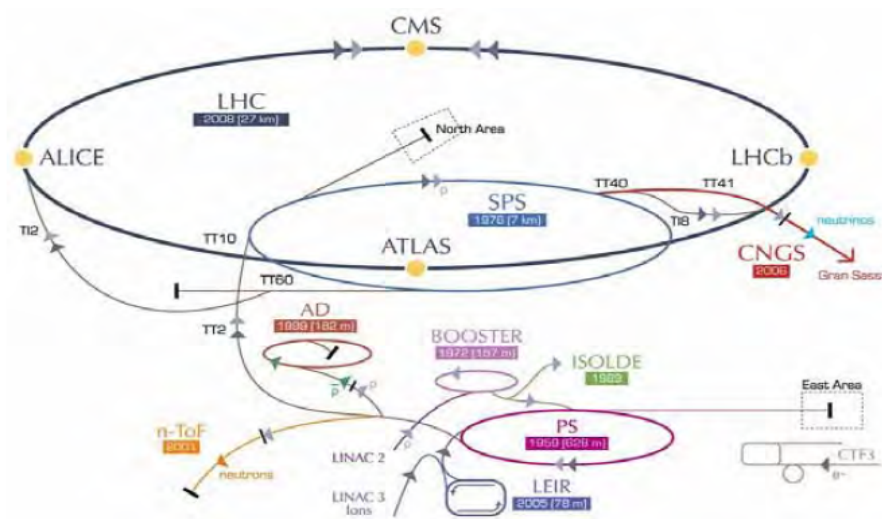 CMS
LHC
2008 (27 km)
North Area
ALICE
LHCb
TT40
TT41
SPS
1976 (7 km)
TI8
neutrinos
TI2
TT10
ATLAS
CNGS
2006
Gran Sass
TT60
AD
1999 (182 m)
TT2
BOOSTER
1972 (157 m)
ISOLDE
1989
East Area
p
p
p
n-ToF
2001
PS
1959 (628 m)
neutrons
LINAC 2
CTF3
e-
LEIR
2005 (78 m)
LINAC 3
Ions